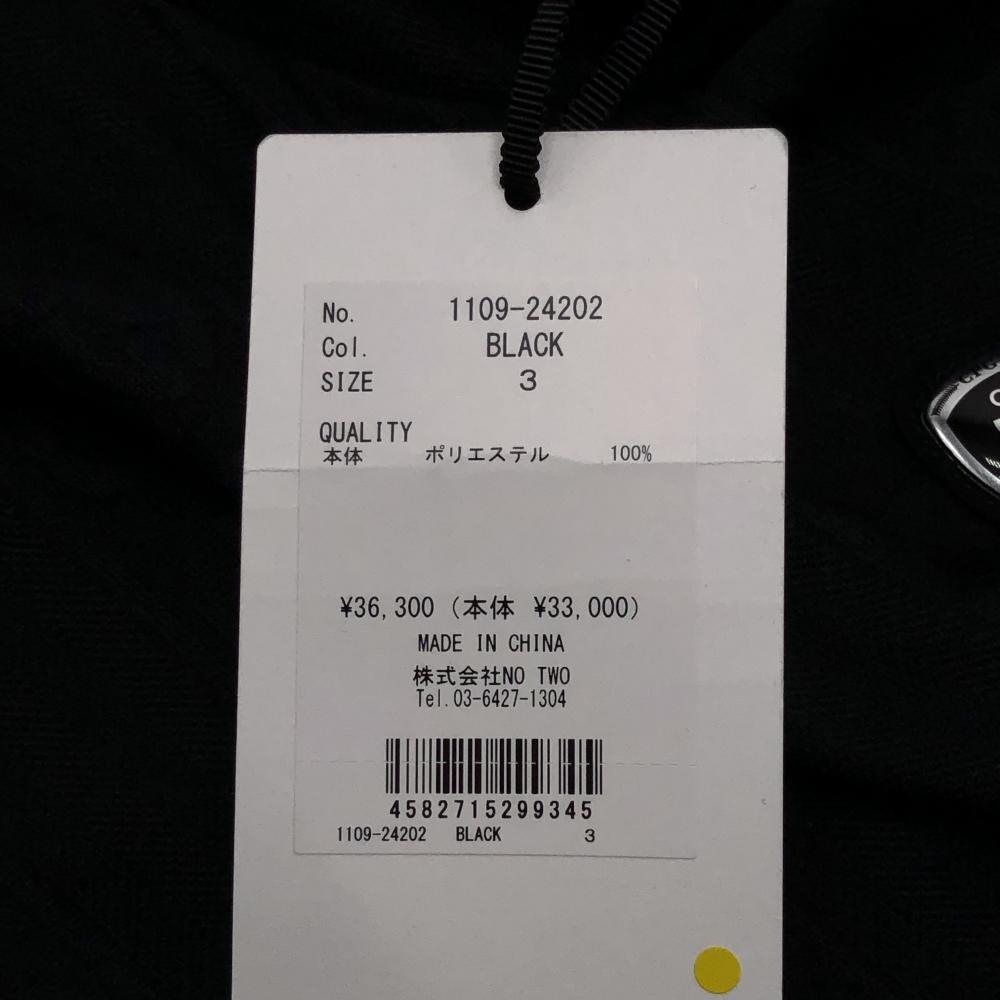 No. 1109-24202
Col. BLACK
SIZE 3
QUALITY
本体 ポリエステル 100%
¥36,300 (本体 ¥33,000)
MADE IN CHINA
株式会社NO TWO
Tel.03-6427-1304
4582715299345
1109-24202 BLACK 3